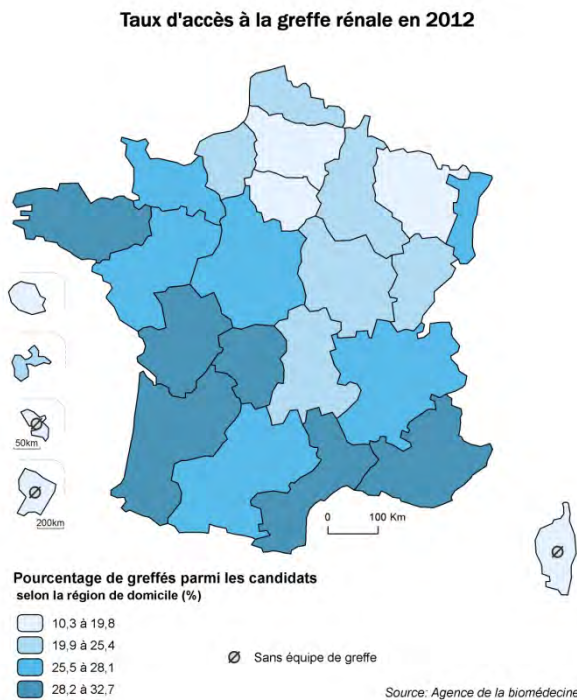 Taux d'accès à la greffe rénale en 2012
50km
200km
0 100 Km
Pourcentage de greffés parmi les candidats
selon la région de domicile (%)
10,3 à 19,8
19,9 à 25,4
25,5 à 28,1
28,2 à 32,7
Ø Sans équipe de greffe
Source: Agence de la biomédecine